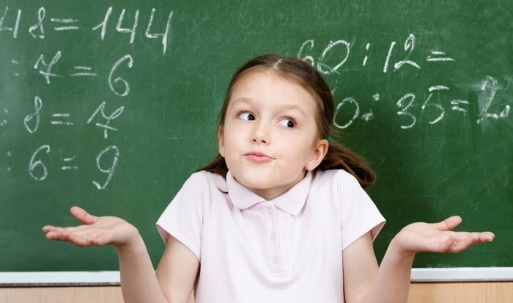 48 = 144
: 7 = 6
: 8 = 7
: 6 = 9
60 : 12 =
0 : 35 = 2